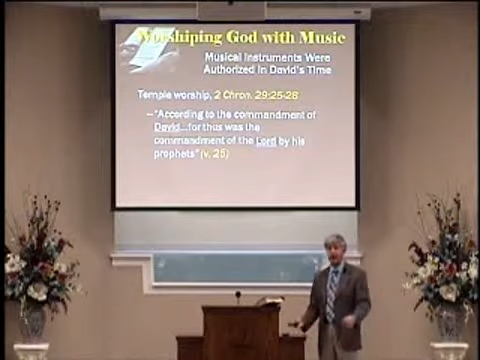 Worshiping God with Music
Musical Instruments Were
Authorized in David's Time
Temple worship, 2 Chron. 29:25-28
–"According to the commandment of
David...for thus was the
commandment of the Lord by his
prophets" (v. 25)